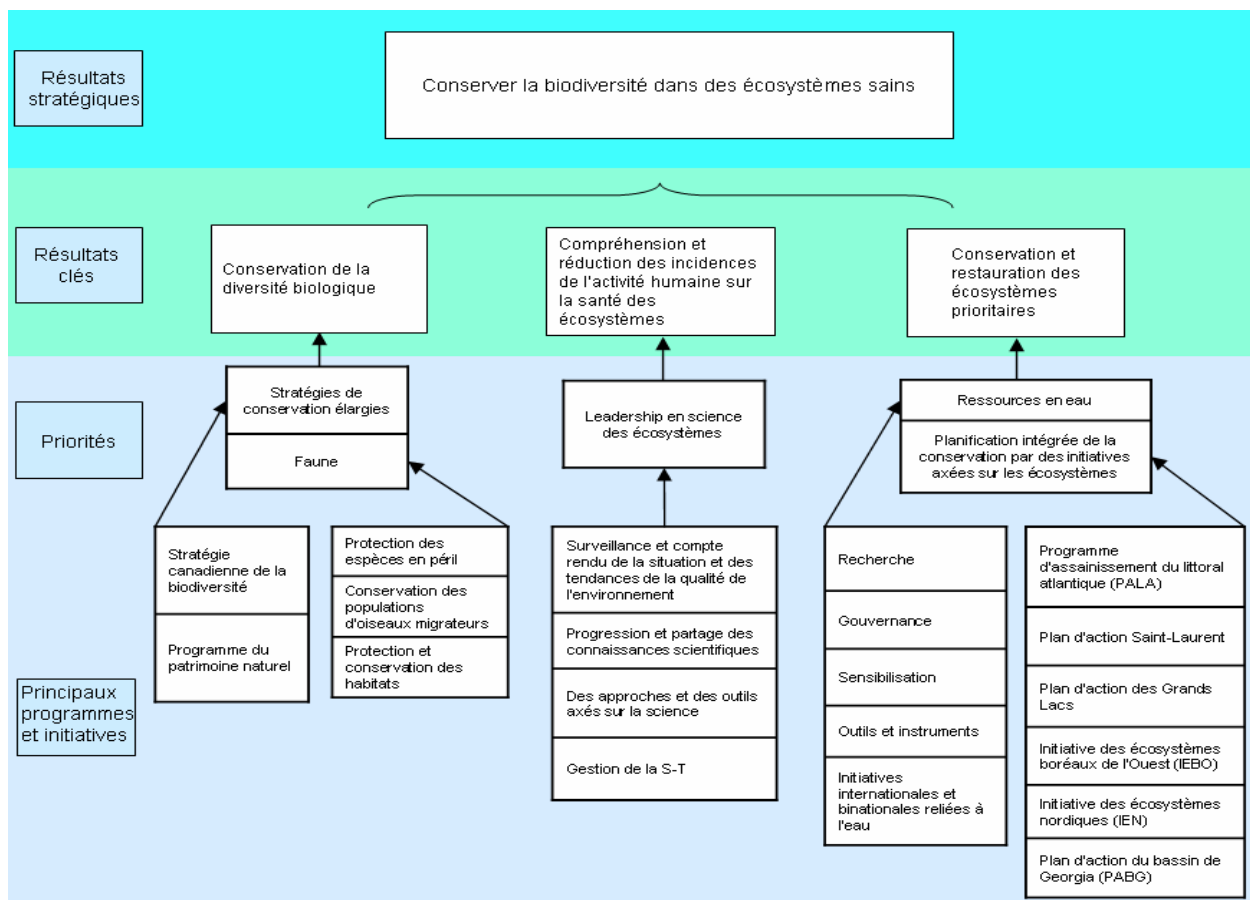 Résultats
stratégiques
Conserver la biodiversité dans des écosystèmes sains
Résultats
clés
Conservation de la
diversité biologique
Compréhension et
réduction des incidences
de l'activité humaine sur
la santé des
écosystèmes
Conservation et
restauration des
écosystèmes
prioritaires
Priorités
Stratégies de
conservation élargies
Faune
Leadership en science
des écosystèmes
Ressources en eau
Planification intégrée de la
conservation par des initiatives
axées sur les écosystèmes
Principaux
programmes
et initiatives
Stratégie
canadienne de la
biodiversité
Programme du
patrimoine naturel
Protection des
espèces en péril
Conservation des
populations
d'oiseaux migrateurs
Protection et
conservation des
habitats
Surveillance et compte
rendu de la situation et des
tendances de la qualité de
l'environnement
Progression et partage des
connaissances scientifiques
Des approches et des outils
axés sur la science
Gestion de la S-T
Recherche
Gouvernance
Sensibilisation
Outils et instruments
Initiatives
internationales et
binationales reliées à
l'eau
Programme
d'assainissement du littoral
atlantique (PALA)
Plan d'action Saint-Laurent
Plan d'action des Grands
Lacs
Initiative des écosystèmes
boréaux de l'Ouest (IEBO)
Initiative des écosystèmes
nordiques (IEN)
Plan d'action du bassin de
Georgia (PABG)